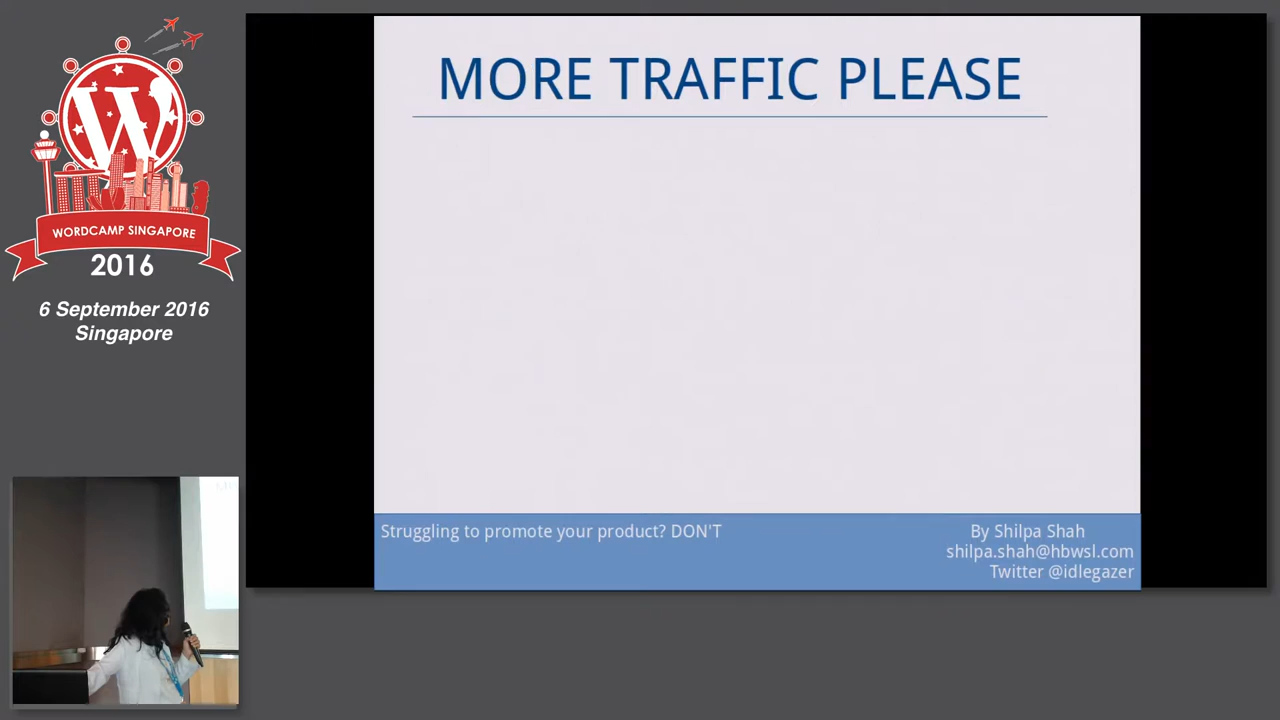 MORE TRAFFIC PLEASE
W
WORDCAMP SINGAPORE
2016
6 September 2016
Singapore
Struggling to promote your product? DON'T
By Shilpa Shah
shilpa.shah@hbwsl.com
Twitter @idlegazer